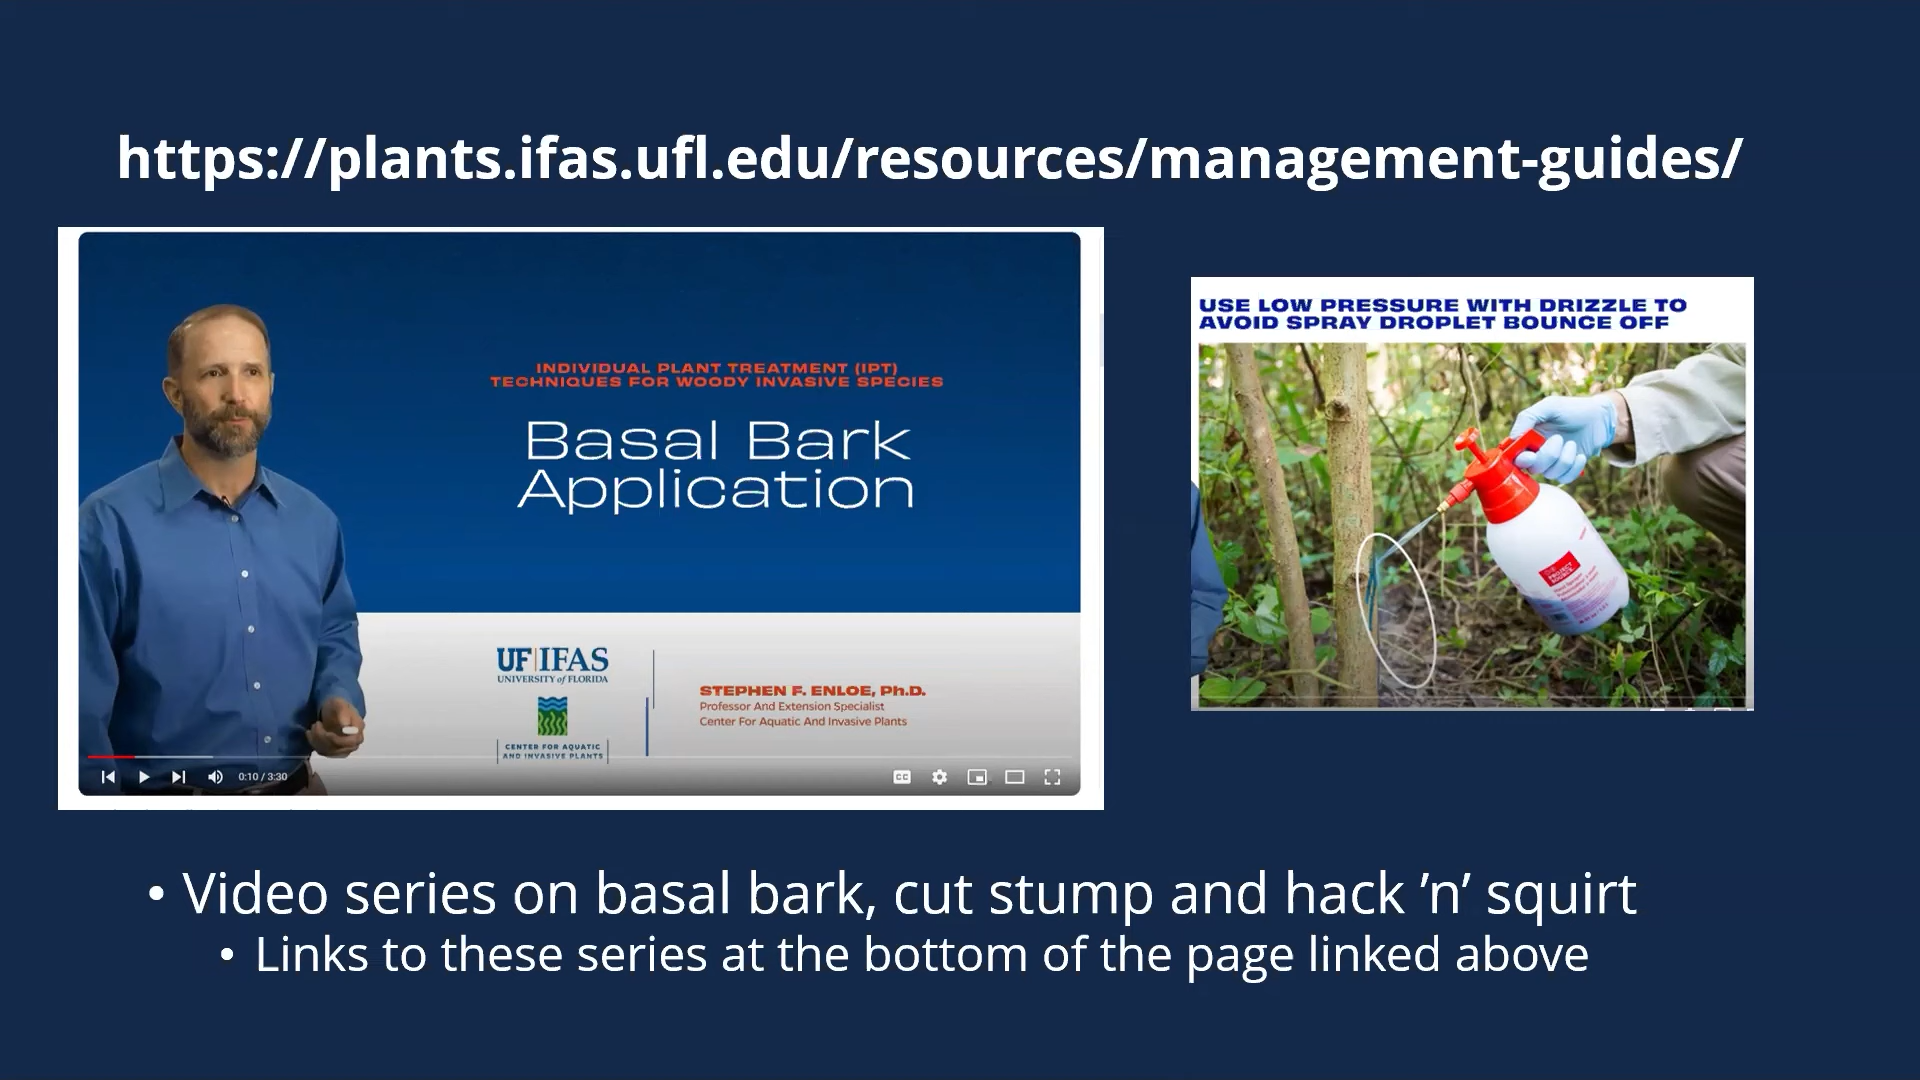 https://plants.ifas.ufl.edu/resources/management-guides/
INDIVIDUAL PLANT TREATMENT (IPT)
TECHNIQUES FOR WOODY INVASIVE SPECIES
Basal Bark
Application
UF|IFAS
UNIVERSITY of FLORIDA
CENTER FOR AQUATIC
AND INVASIVE PLANTS
STEPHEN F. ENLOE, Ph.D.
Professor And Extension Specialist
Center For Aquatic And Invasive Plants
0:10 / 3:30
CC
USE LOW PRESSURE WITH DRIZZLE TO
AVOID SPRAY DROPLET BOUNCE OFF
PROJECT
SOURCE
• Video series on basal bark, cut stump and hack ’n’ squirt
• Links to these series at the bottom of the page linked above